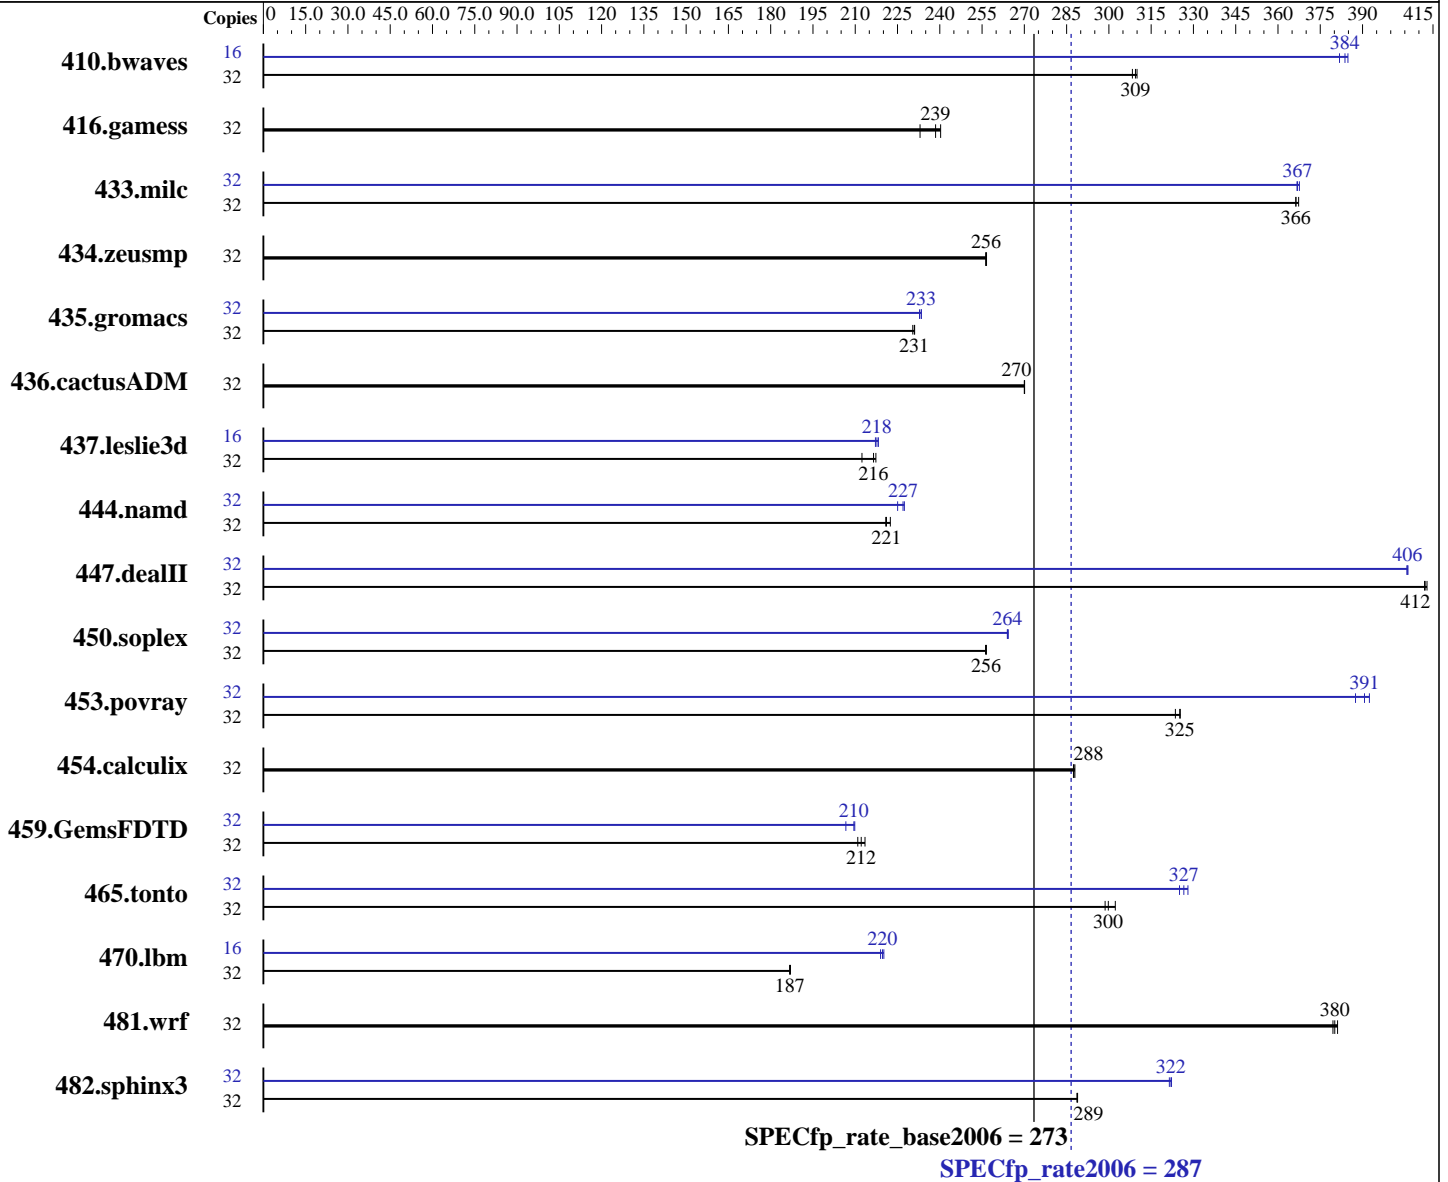 Copies 0 15.0 30.0 45.0 60.0 75.0 90.0 105 120 135 150 165 180 195 210 225 240 255 270 285 300 315 330 345 360 375 390 415
410.bwaves 16 384
32 309
416.gamess 32 239
433.milc 32 367
32 366
434.zeusmp 32 256
435.gromacs 32 233
32 231
436.cactusADM 32 270
437.leslie3d 16 218
32 216
444.namd 32 227
32 221
447.dealII 32 406
32 412
450.soplex 32 264
32 256
453.povray 32 391
32 325
454.calculix 32 288
459.GemsFDTD 32 210
32 212
465.tonto 32 327
32 300
470.lbm 16 220
32 187
481.wrf 32 380
482.sphinx3 32 322
32 289
SPECfp_rate_base2006 = 273
SPECfp_rate2006 = 287